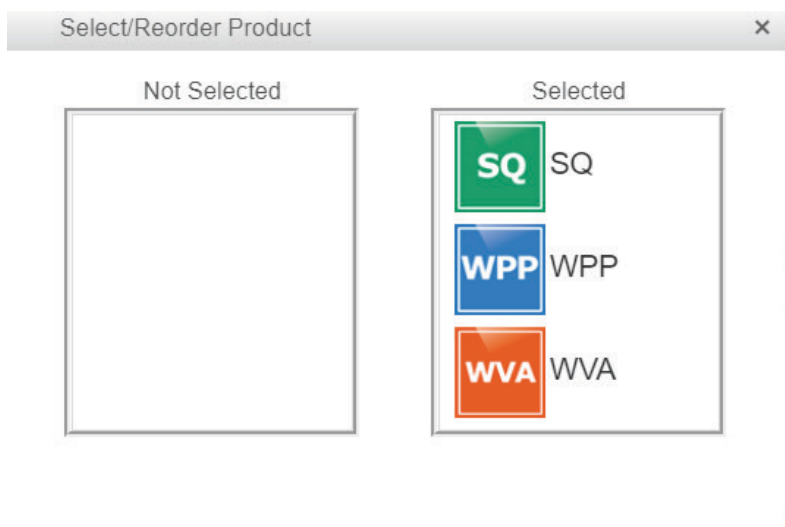 Select/Reorder Product ×
Not Selected Selected
SQ SQ
WPP WPP
WVA WVA